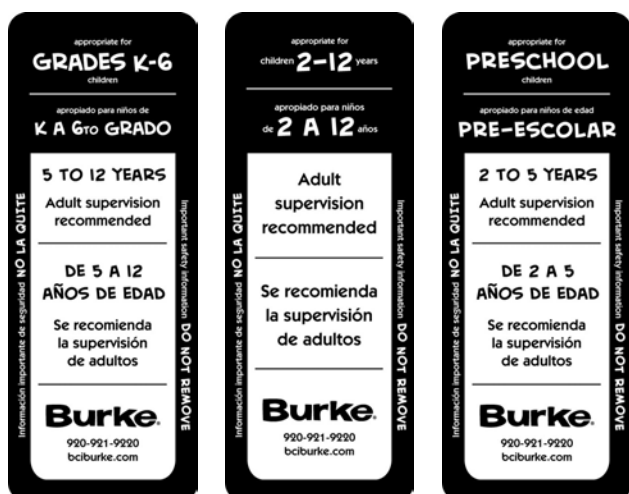 appropriate for
GRADES K-6
children
apropiado para niños de
K A 6TO GRADO
5 TO 12 YEARS
Adult supervision
recommended
DE 5 A 12
AÑOS DE EDAD
Se recomienda
la supervisión
de adultos
Burke®
920-921-9220
bciburke.com
Información importante de seguridad NO LA QUITE
Important safety information DO NOT REMOVE
appropriate for
children 2-12 years
apropiado para niños
de 2 A 12 años
Adult
supervision
recommended
Se recomienda
la supervisión
de adultos
Burke®
920-921-9220
bciburke.com
Información importante de seguridad NO LA QUITE
Important safety information DO NOT REMOVE
appropriate for
PRESCHOOL
children
apropiado para niños de edad
PRE-ESCOLAR
2 TO 5 YEARS
Adult supervision
recommended
DE 2 A 5
AÑOS DE EDAD
Se recomienda
la supervisión
de adultos
Burke®
920-921-9220
bciburke.com
Información importante de seguridad NO LA QUITE
Important safety information DO NOT REMOVE